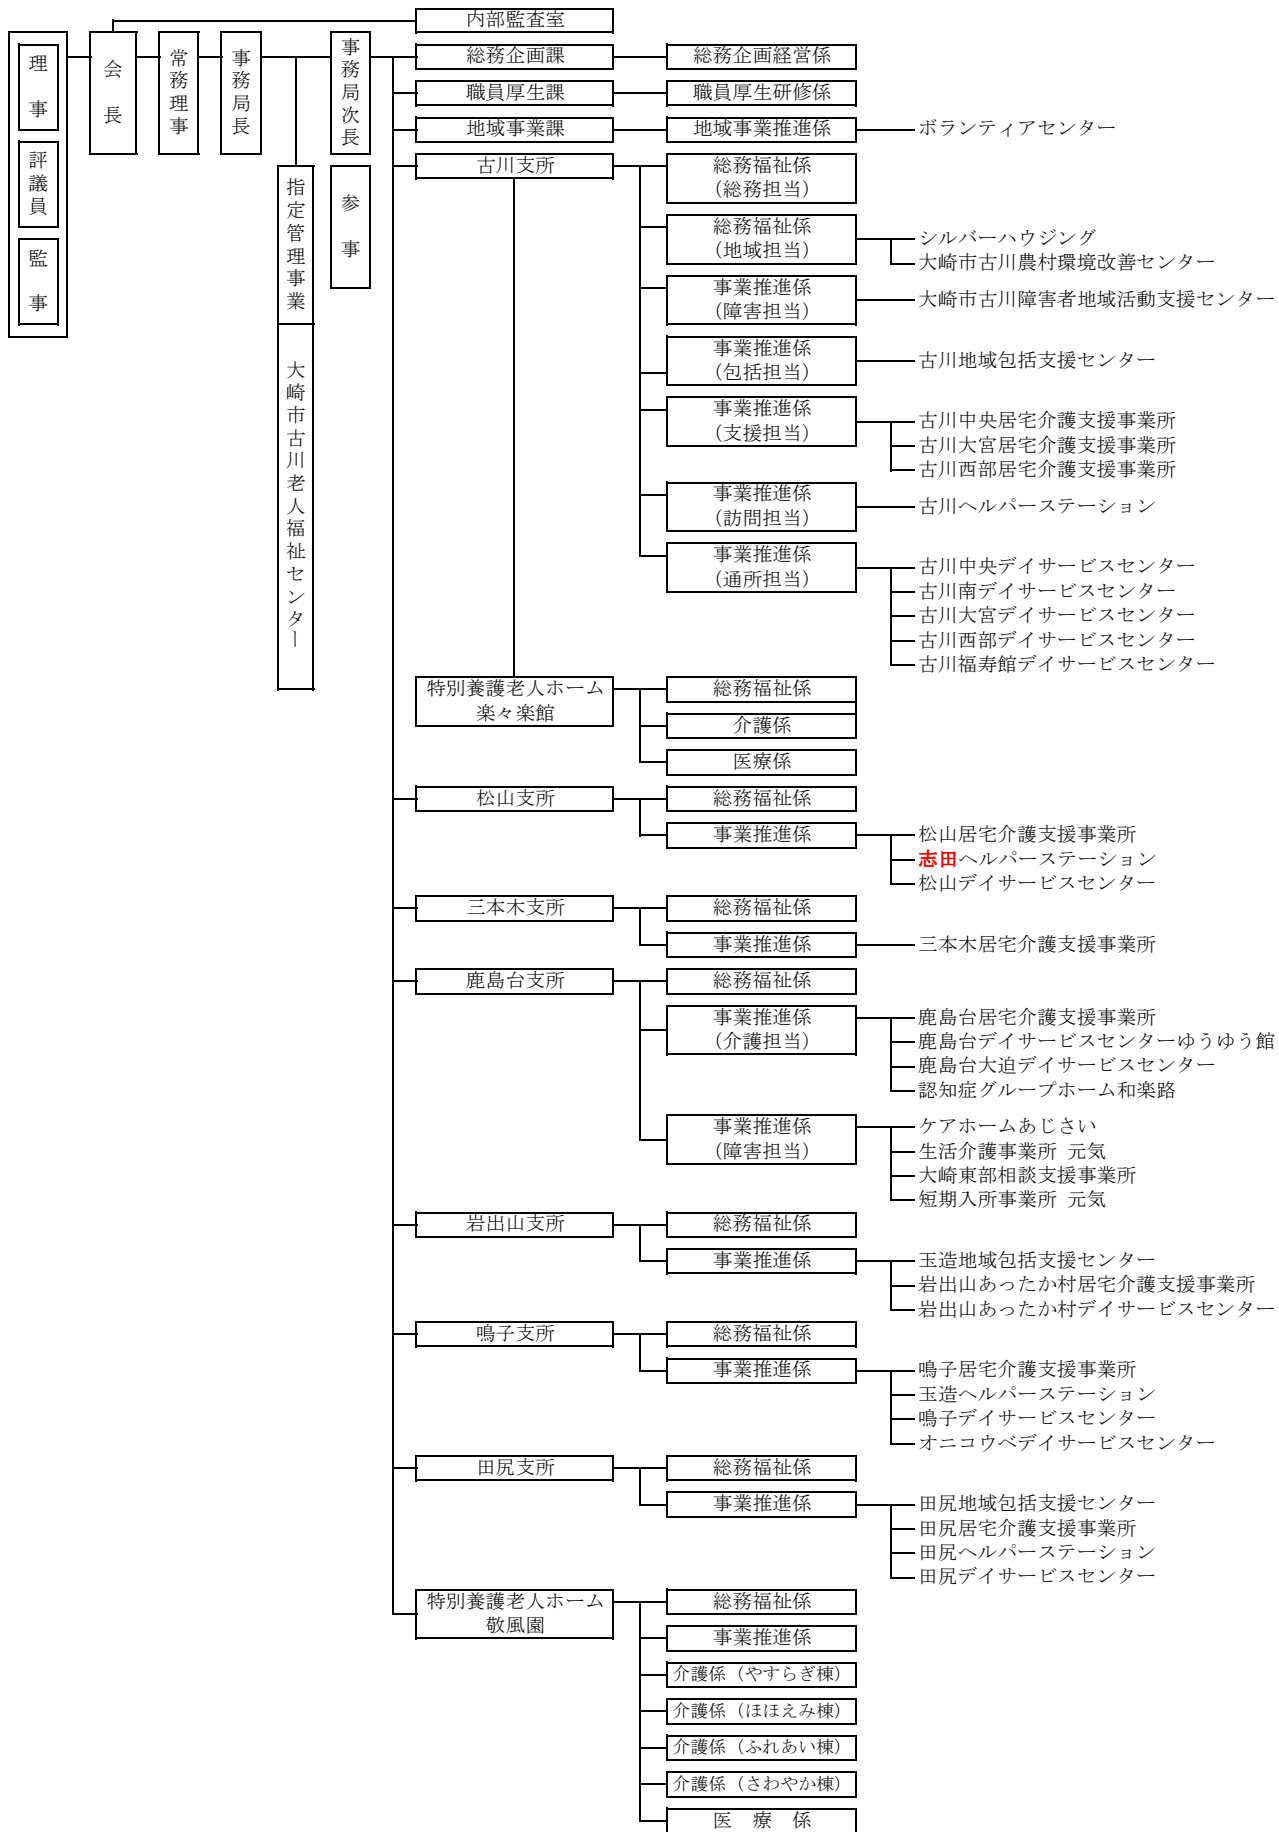 内部監査室
理事
評議員
監事
会長
常務理事
事務局長
事務局次長
参事
指定管理事業
大崎市古川老人福祉センター
総務企画課
総務企画経営係
職員厚生課
職員厚生研修係
地域事業課
地域事業推進係
ボランティアセンター
古川支所
総務福祉係
(総務担当)
総務福祉係
(地域担当)
シルバーハウジング
大崎市古川農村環境改善センター
事業推進係
(障害担当)
大崎市古川障害者地域活動支援センター
事業推進係
(包括担当)
古川地域包括支援センター
事業推進係
(支援担当)
古川中央居宅介護支援事業所
古川大宮居宅介護支援事業所
古川西部居宅介護支援事業所
事業推進係
(訪問担当)
古川ヘルパーステーション
事業推進係
(通所担当)
古川中央デイサービスセンター
古川南デイサービスセンター
古川大宮デイサービスセンター
古川西部デイサービスセンター
古川福寿館デイサービスセンター
特別養護老人ホーム
楽々楽館
総務福祉係
介護係
医療係
松山支所
総務福祉係
事業推進係
松山居宅介護支援事業所
志田ヘルパーステーション
松山デイサービスセンター
三本木支所
総務福祉係
事業推進係
三本木居宅介護支援事業所
鹿島台支所
総務福祉係
事業推進係
(介護担当)
鹿島台居宅介護支援事業所
鹿島台デイサービスセンターゆうゆう館
鹿島台大迫デイサービスセンター
認知症グループホーム和楽路
事業推進係
(障害担当)
ケアホームあじさい
生活介護事業所 元気
大崎東部相談支援事業所
短期入所事業所 元気
岩出山支所
総務福祉係
事業推進係
玉造地域包括支援センター
岩出山あったか村居宅介護支援事業所
岩出山あったか村デイサービスセンター
鳴子支所
総務福祉係
事業推進係
鳴子居宅介護支援事業所
玉造ヘルパーステーション
鳴子デイサービスセンター
オニコウベデイサービスセンター
田尻支所
総務福祉係
事業推進係
田尻地域包括支援センター
田尻居宅介護支援事業所
田尻ヘルパーステーション
田尻デイサービスセンター
特別養護老人ホーム
敬風園
総務福祉係
事業推進係
介護係(やすらぎ棟)
介護係(ほほえみ棟)
介護係(ふれあい棟)
介護係(さわやか棟)
医 療 係